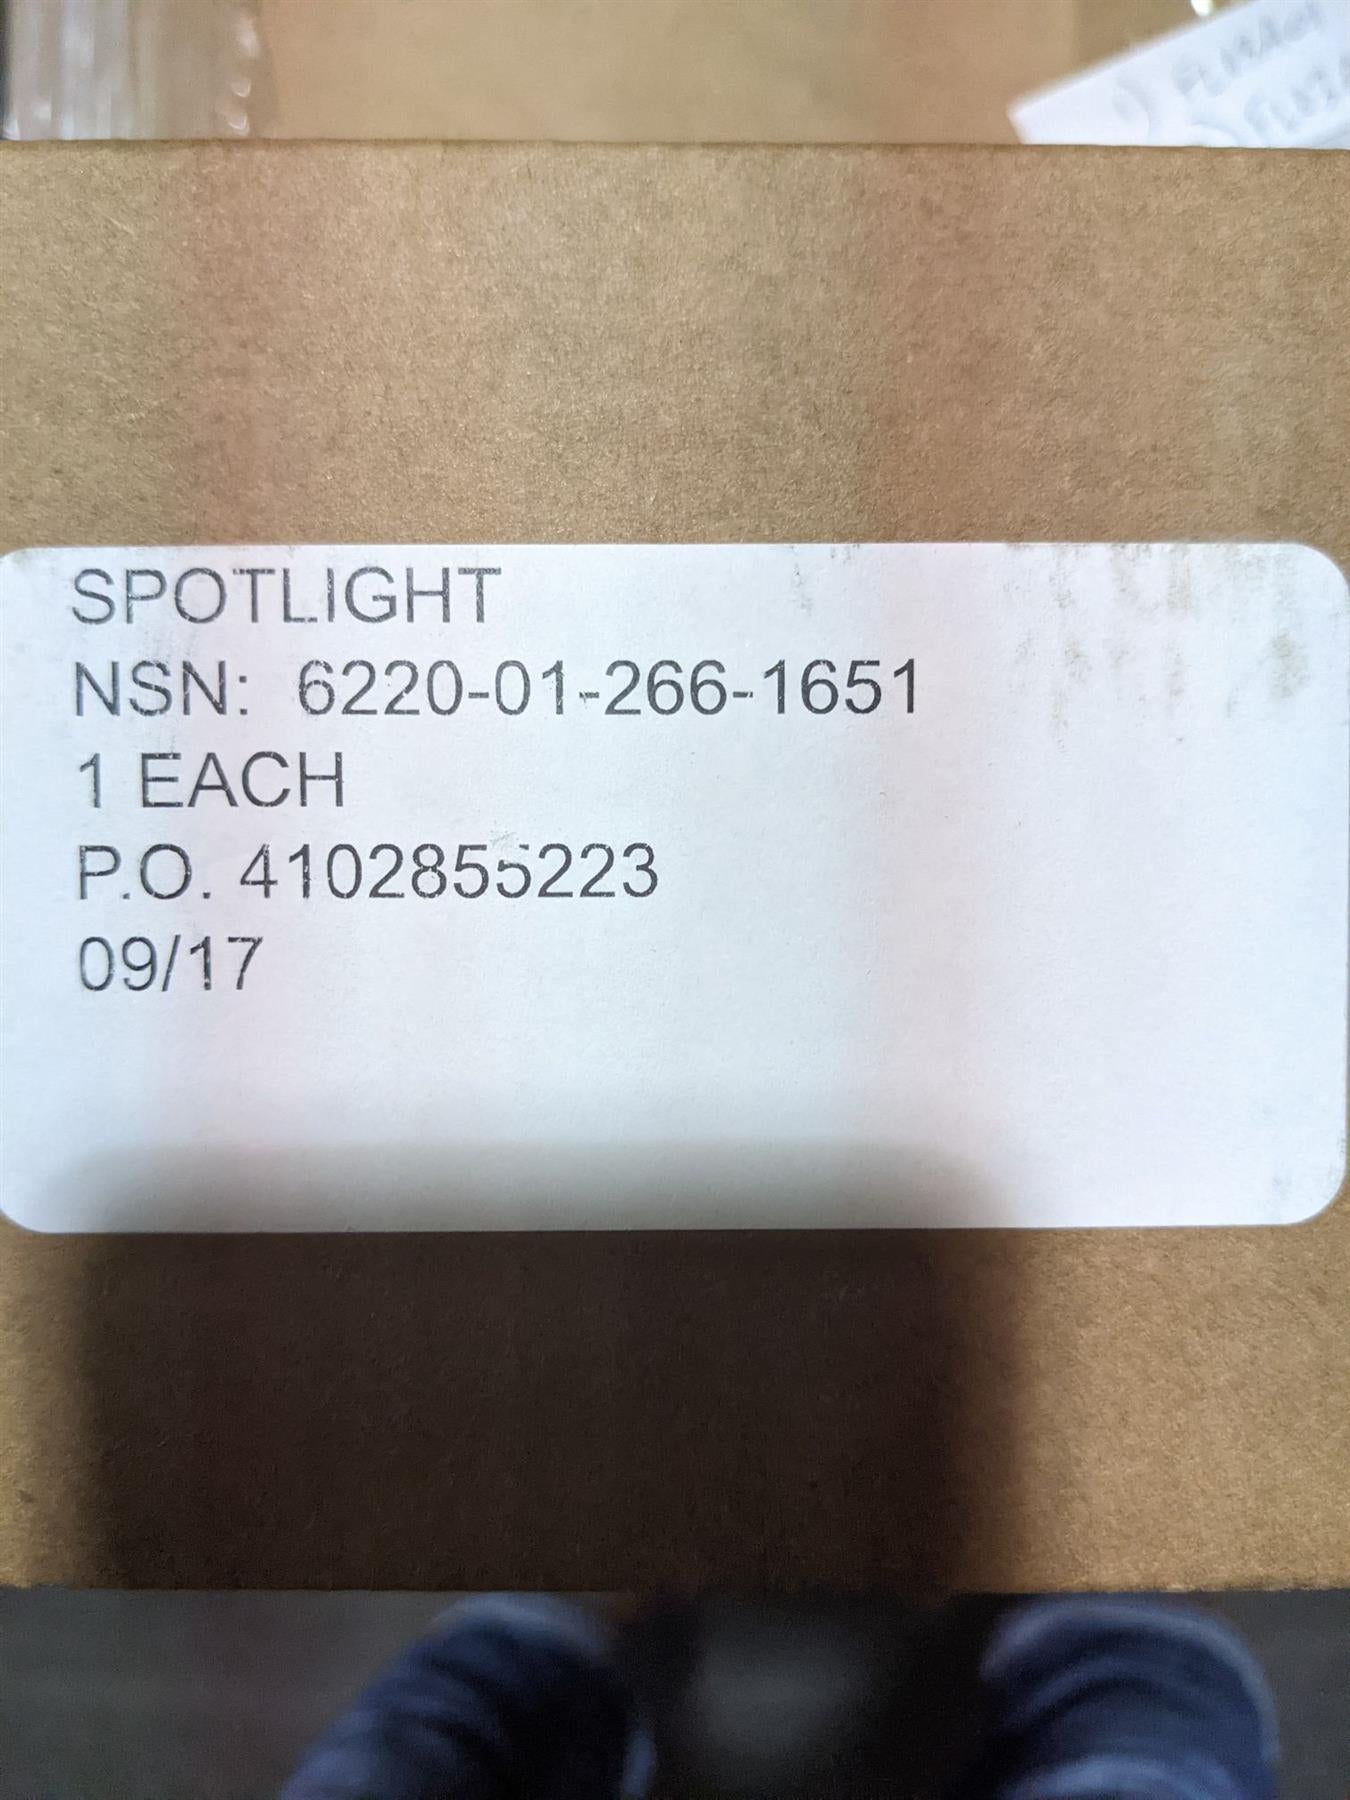 SPOTLIGHT
NSN: 6220-01-266-1651
1 EACH
P.O. 4102855223
09/17